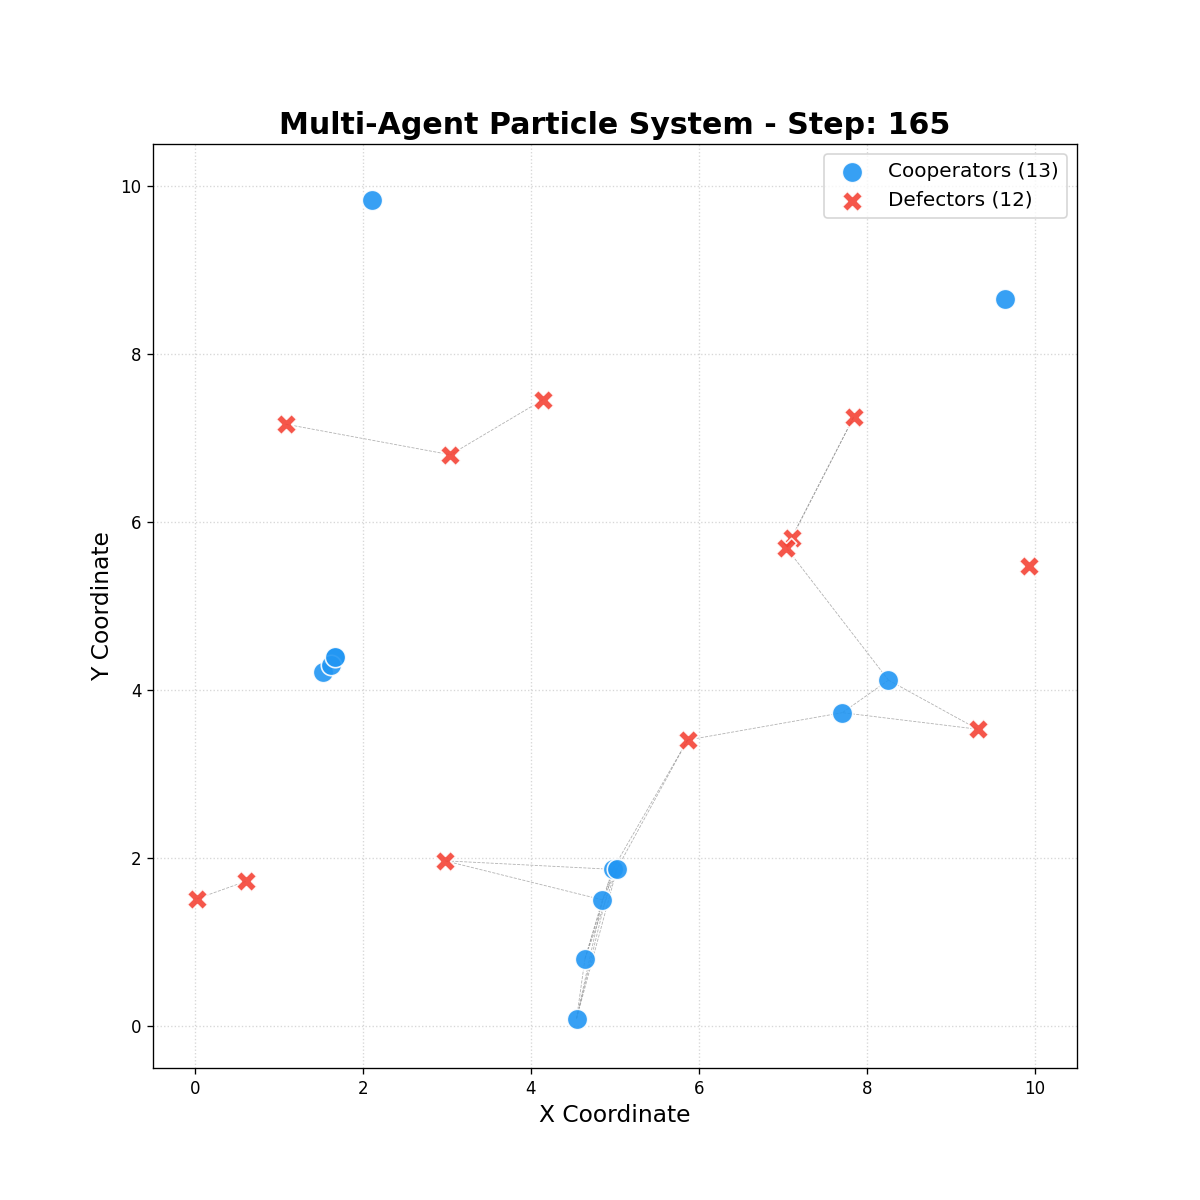 Multi-Agent Particle System - Step: 165
Cooperators (13)
Defectors (12)
10
8
6
4
2
0
Y Coordinate
0 2 4 6 8 10
X Coordinate